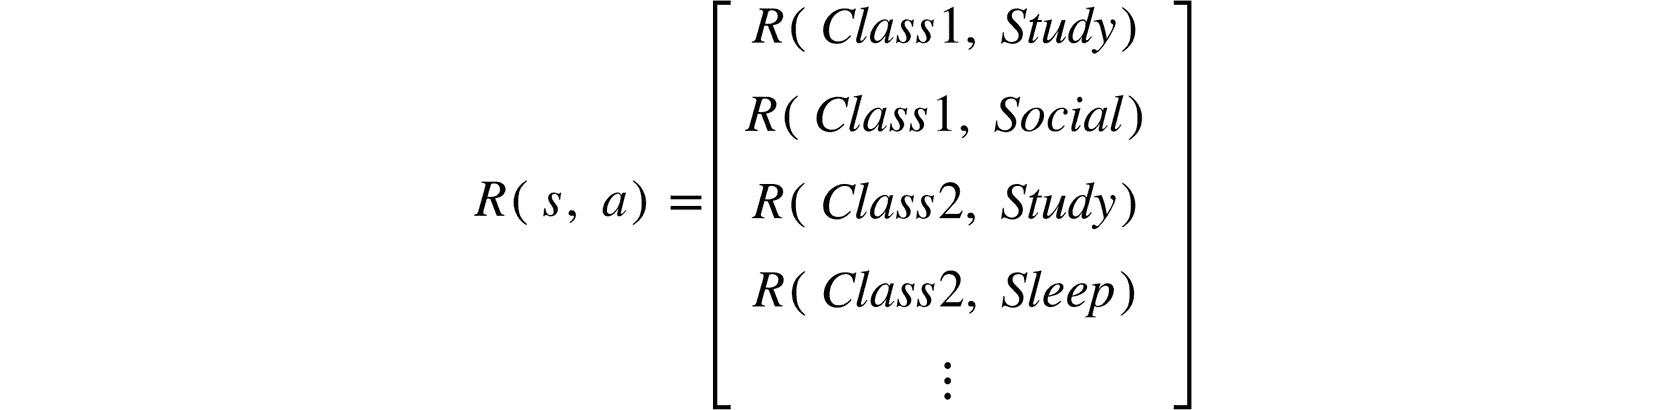 R( Class1, Study)
R( Class1, Social)
R( s, a) = R( Class2, Study)
R( Class2, Sleep)
⋮